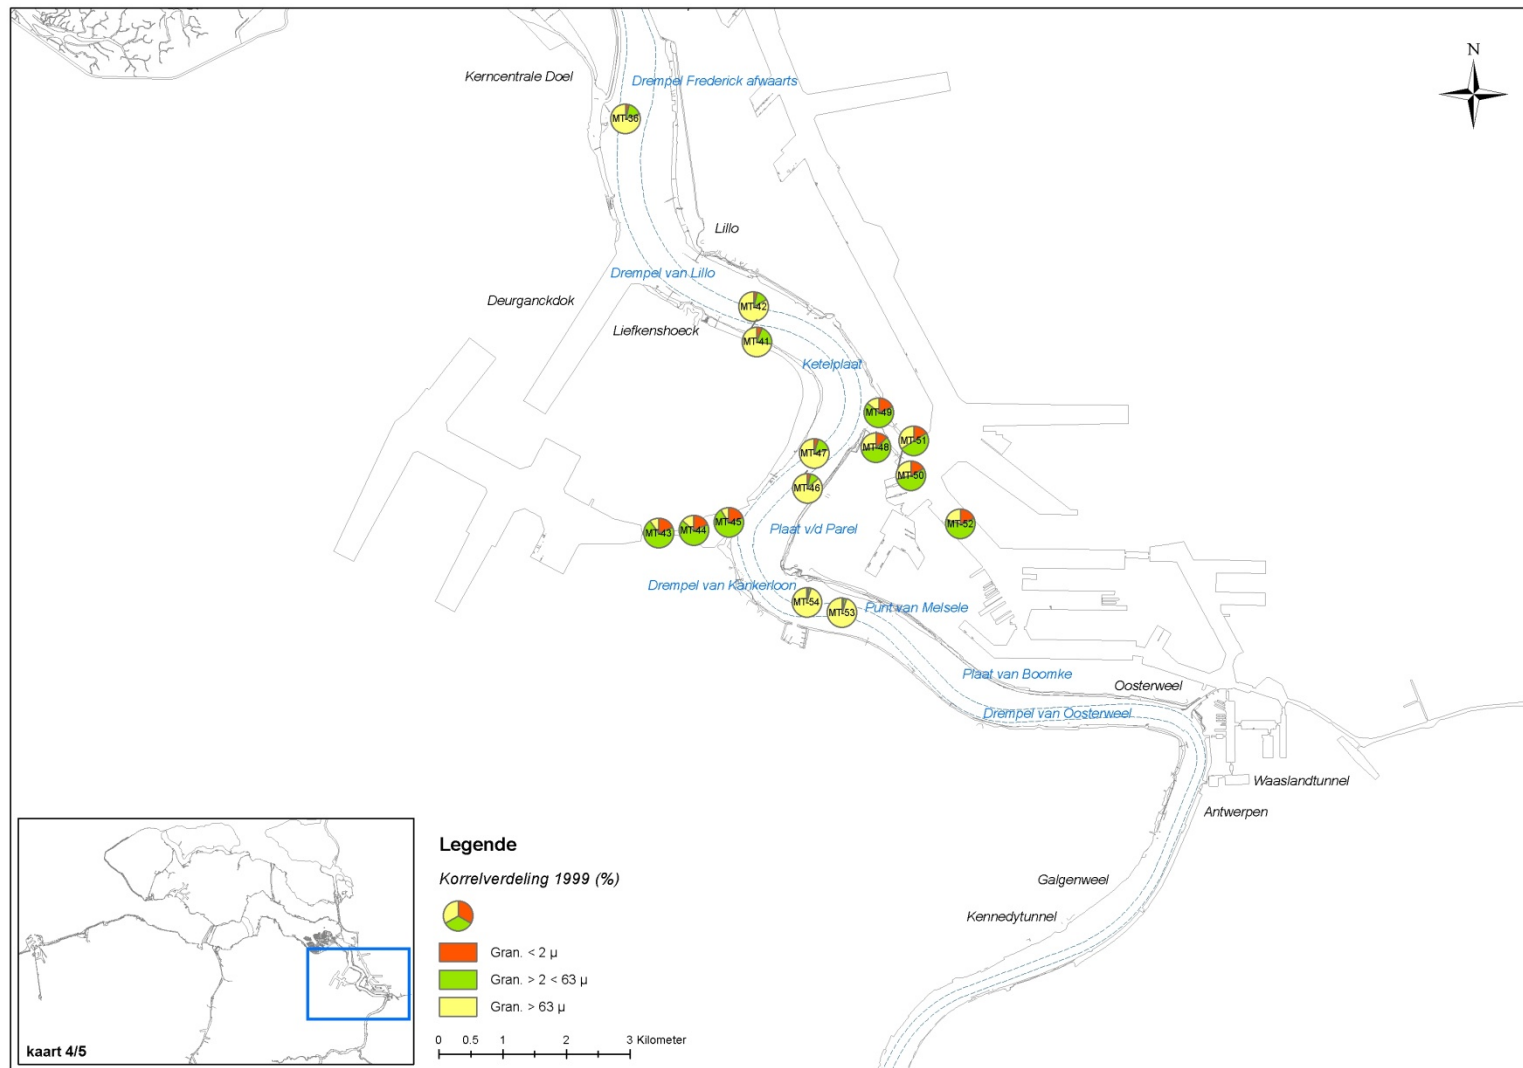 N
Kerncentrale Doel
Drempel Frederick afwaarts
MT-36
Lillo
Drempel van Lillo
Deurganckdok
MT-42
Liefkenshoeck
MT-41
Ketelplaat
MT-49
MT-51
MT-48
MT-47
MT-50
MT-46
MT-45
MT-44
MT-43
Plaat v/d Parel
MT-52
Drempel van Kankerloon
MT-54
MT-53
Punt van Melsele
Plaat van Boomke
Oosterweel
Drempel van Oosterweel
Waaslandtunnel
Antwerpen
Galgenweel
Kennedytunnel
Legende
Korrelverdeling 1999 (%)
Gran. < 2 µ
Gran. > 2 < 63 µ
Gran. > 63 µ
0 0.5 1 2 3 Kilometer
kaart 4/5